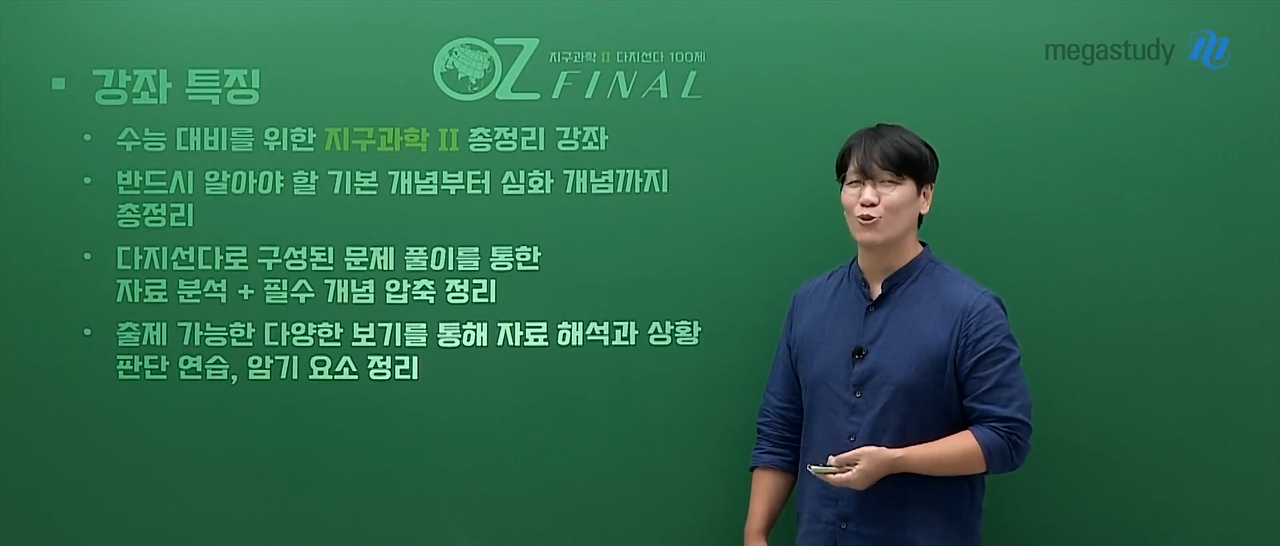 지구과학 II 다지선다 100제
OZ FINAL
megastudy
강좌 특징
수능 대비를 위한 지구과학 II 총정리 강좌
반드시 알아야 할 기본 개념부터 심화 개념까지
총정리
다지선다로 구성된 문제 풀이를 통한
자료 분석 + 필수 개념 압축 정리
출제 가능한 다양한 보기를 통해 자료 해석과 상황
판단 연습, 암기 요소 정리